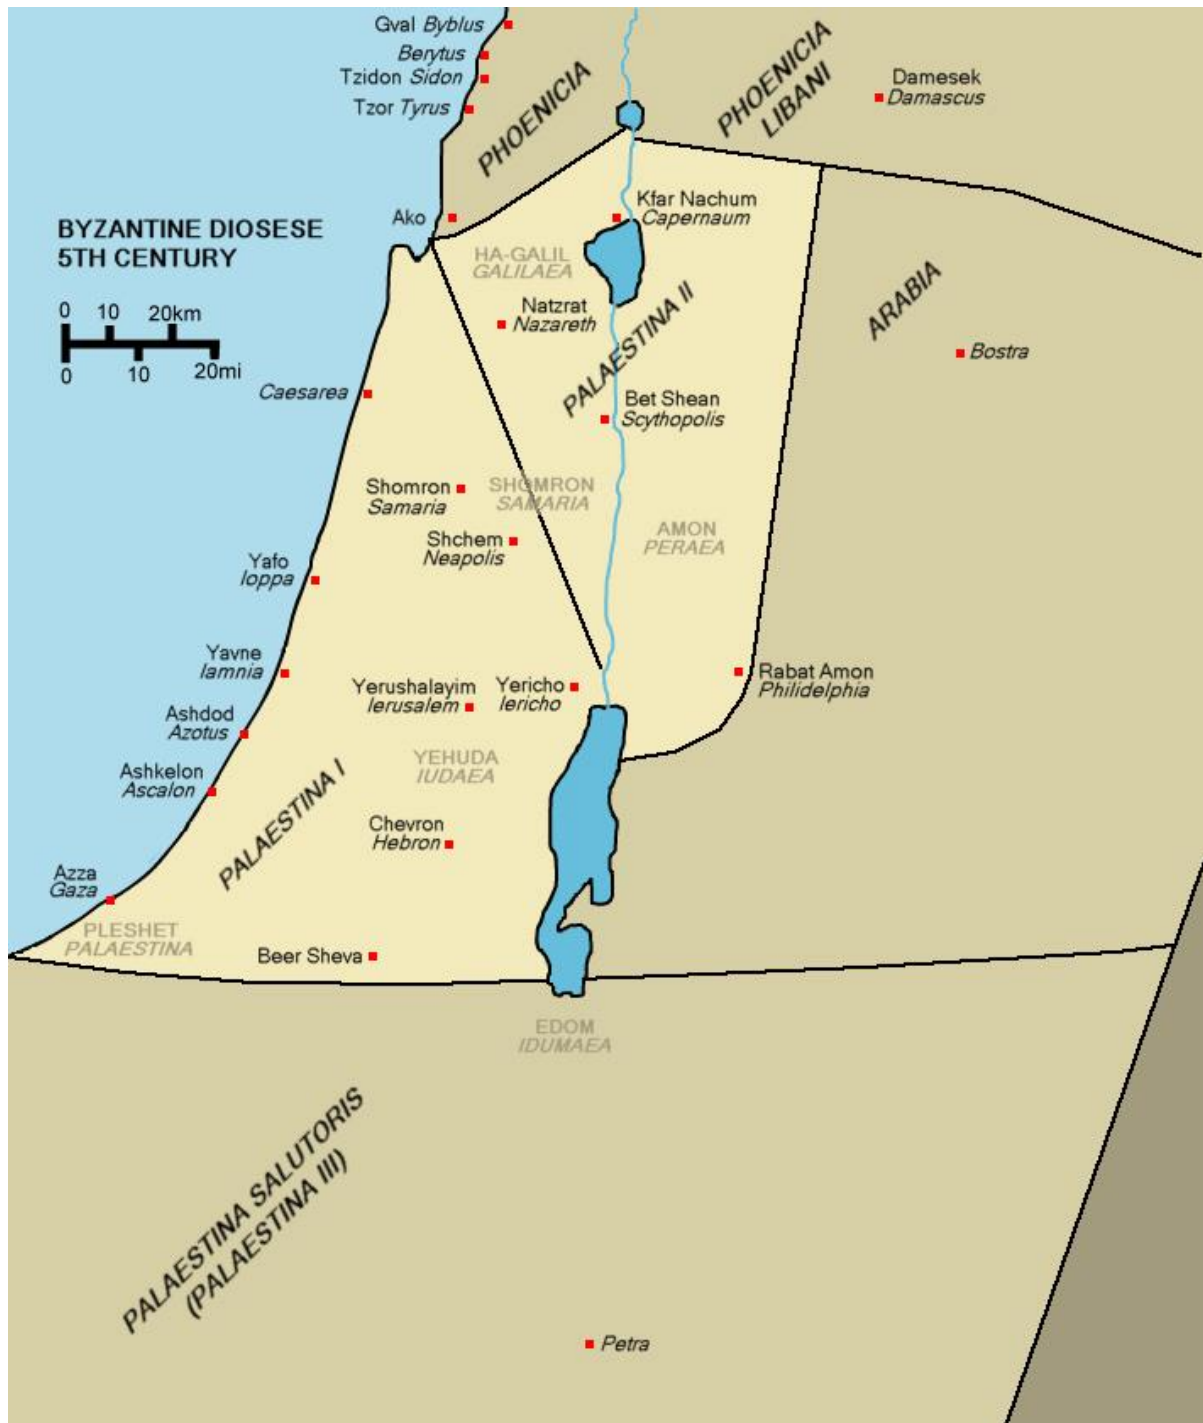 Gval Byblus
Berytus
Tzidon Sidon
Tzor Tyrus
PHOENICIA
PHOENICIA
LIBANI
Damesek
Damascus
BYZANTINE DIOSESE
5TH CENTURY
0 10 20km
0 10 20mi
Ako
Kfar Nachum
Capernaum
HA-GALIL
GALILAEA
Natzrat
Nazareth
PALAESTINA II
ARABIA
Bostra
Caesarea
Bet Shean
Scythopolis
Shomron
Samaria
SHOMRON
SAMARIA
Shchem
Neapolis
AMON
PERAEA
Yafo
Ioppa
Yavne
Iamnia
Yerushalayim
Ierusalem
Yericho
Iericho
Rabat Amon
Philidelphia
Ashdod
Azotus
YEHUDA
IUDAEA
Ashkelon
Ascalon
PALAESTINA I
Chevron
Hebron
Azza
Gaza
PLESHET
PALAESTINA
Beer Sheva
EDOM
IDUMAEA
PALAESTINA SALUTORIS
(PALAESTINA III)
Petra